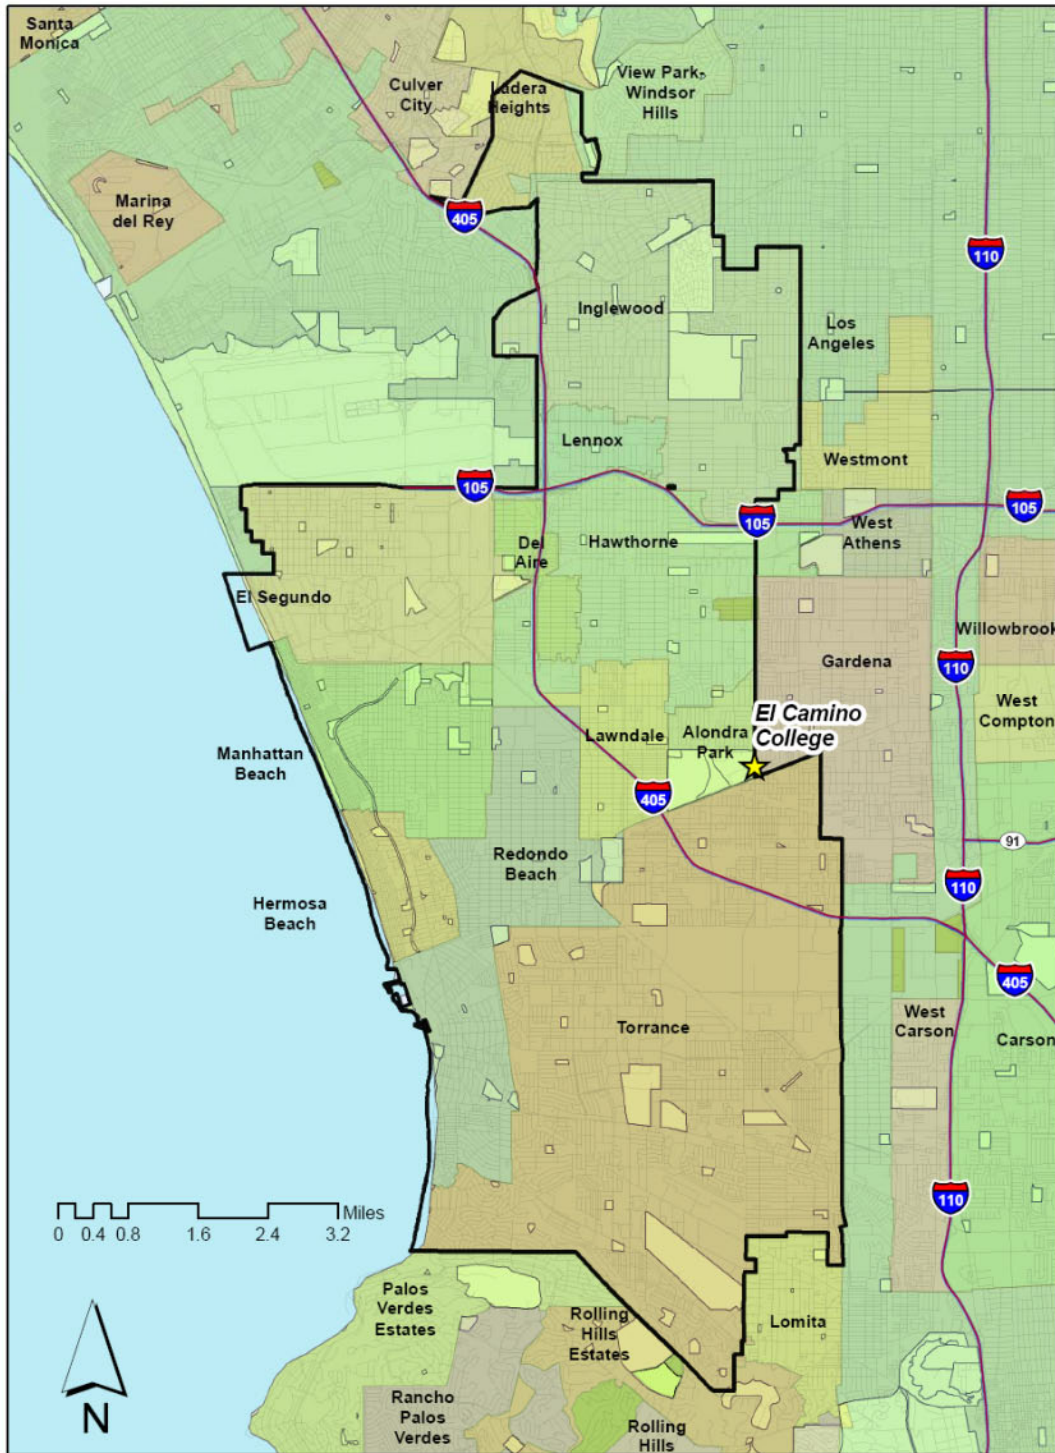 Santa
Monica
Culver
City
Ladera
Heights
View Park-
Windsor
Hills
Marina
del Rey
405
110
Inglewood
Los
Angeles
Lennox
Westmont
105
105
105
West
Athens
Del
Aire
Hawthorne
El Segundo
Willowbrook
Gardena
110
West
Compton
El Camino
College
Lawndale
Alondra
Park
Manhattan
Beach
405
91
Redondo
Beach
110
Hermosa
Beach
405
Torrance
West
Carson
Carson
110
Miles
0 0.4 0.8 1.6 2.4 3.2
Palos
Verdes
Estates
Rolling
Hills
Estates
Lomita
N
Rancho
Palos
Verdes
Rolling
Hills